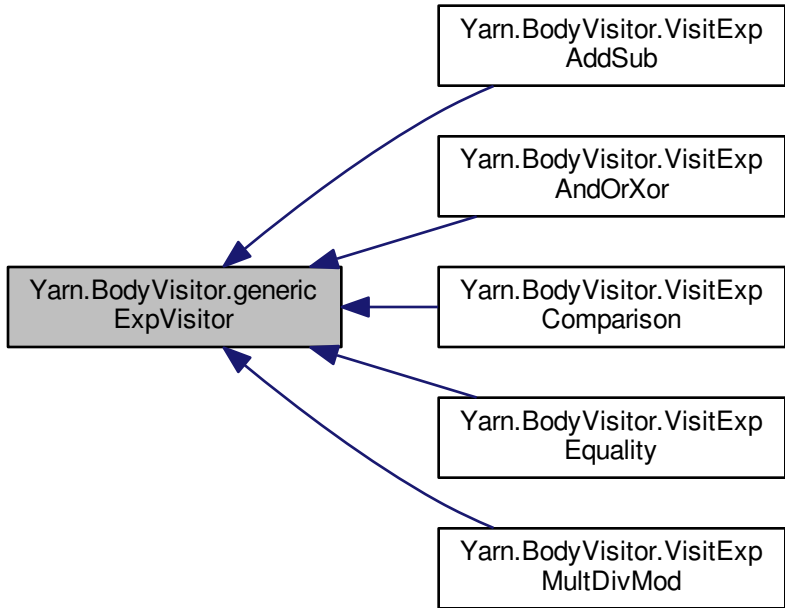 Yarn.BodyVisitor.VisitExp
AddSub
Yarn.BodyVisitor.VisitExp
AndOrXor
Yarn.BodyVisitor.generic
ExpVisitor
Yarn.BodyVisitor.VisitExp
Comparison
Yarn.BodyVisitor.VisitExp
Equality
Yarn.BodyVisitor.VisitExp
MultDivMod